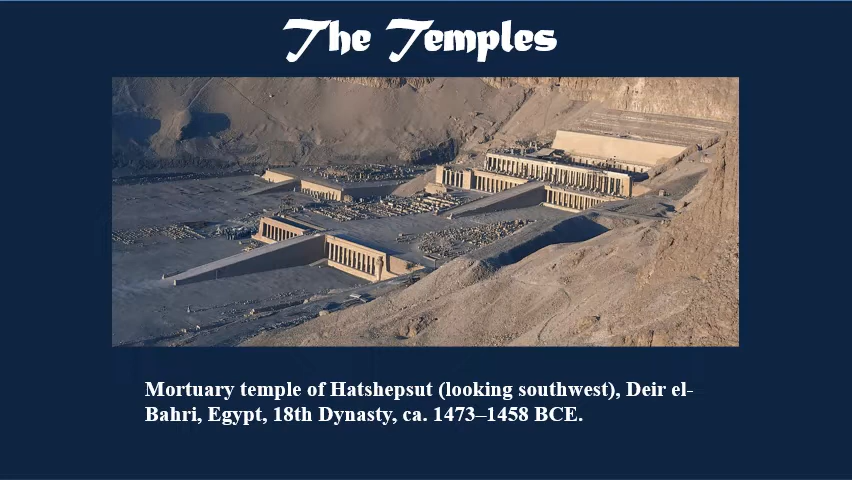 The Temples
Mortuary temple of Hatshepsut (looking southwest), Deir el-
Bahri, Egypt, 18th Dynasty, ca. 1473–1458 BCE.